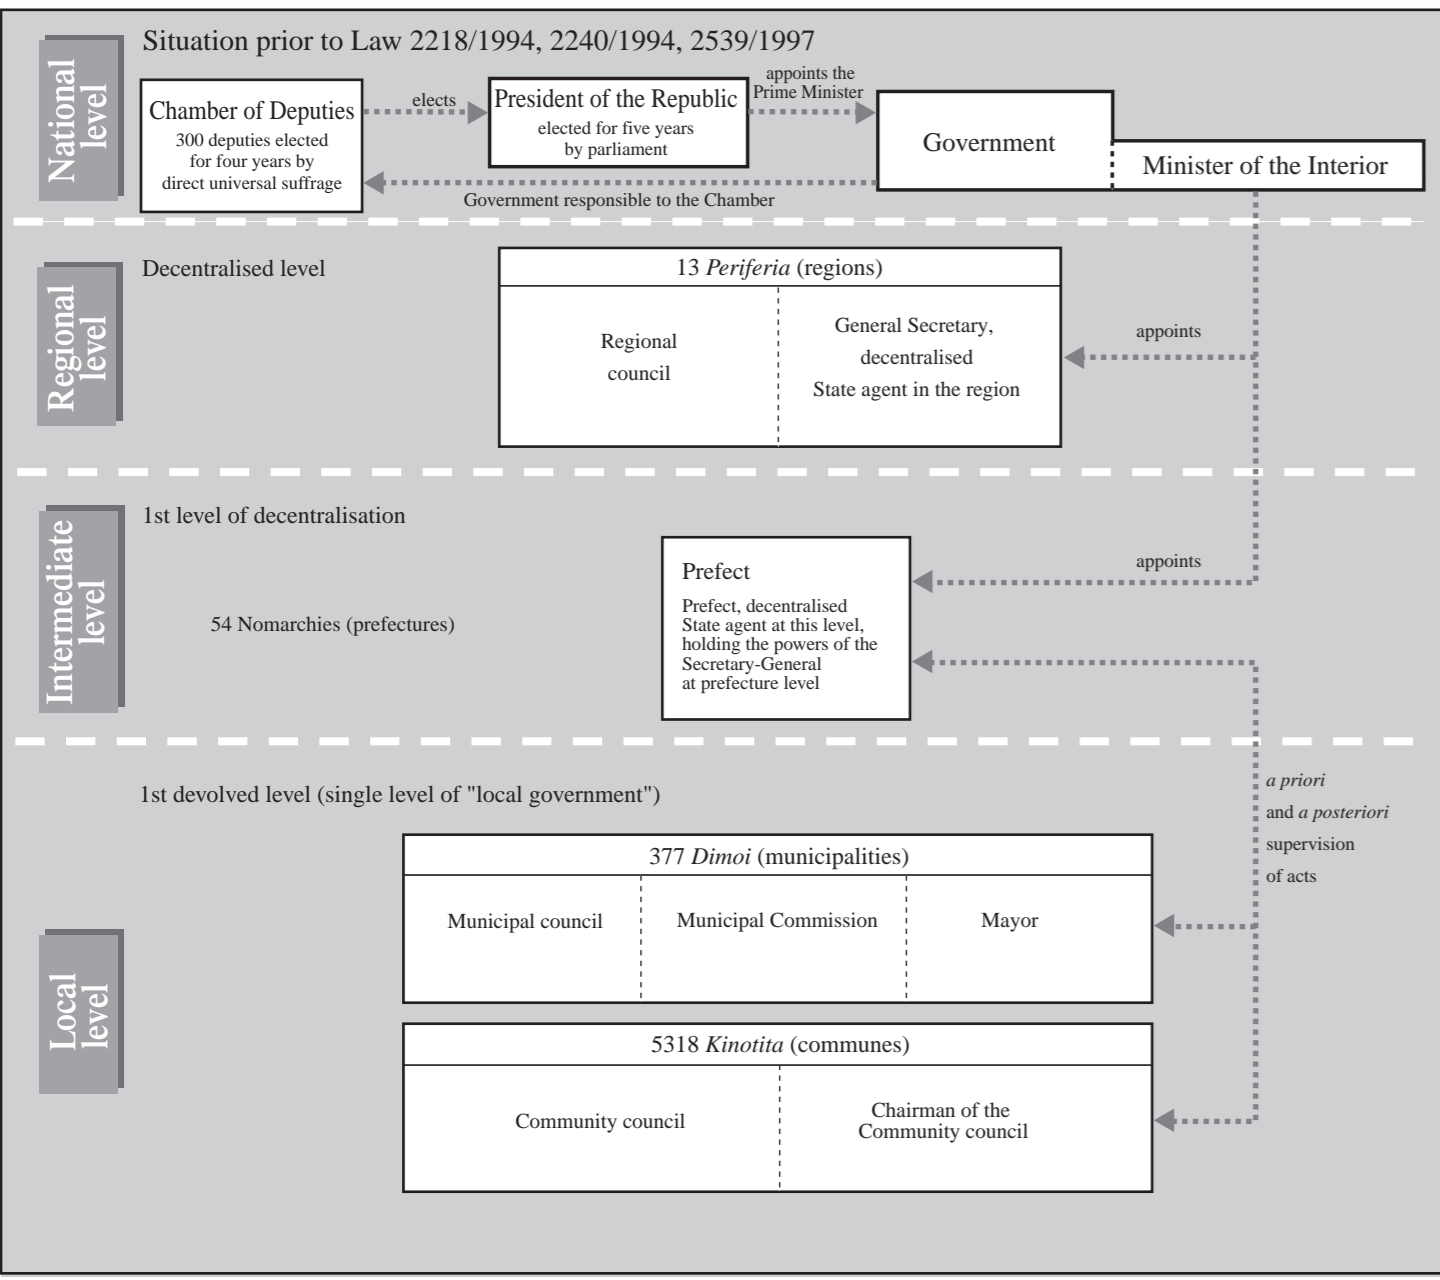 Situation prior to Law 2218/1994, 2240/1994, 2539/1997
National
level
Chamber of Deputies
300 deputies elected
for four years by
direct universal suffrage
elects
President of the Republic
elected for five years
by parliament
appoints the
Prime Minister
Government
Minister of the Interior
Government responsible to the Chamber
Regional
level
Decentralised level
13 Periferia (regions)
Regional
council
General Secretary,
decentralised
State agent in the region
appoints
Intermediate
level
1st level of decentralisation
54 Nomarchies (prefectures)
Prefect
Prefect, decentralised
State agent at this level,
holding the powers of the
Secretary-General
at prefecture level
appoints
a priori
and a posteriori
supervision
of acts
Local
level
1st devolved level (single level of "local government")
377 Dimoi (municipalities)
Municipal council
Municipal Commission
Mayor
5318 Kinotita (communes)
Community council
Chairman of the
Community council